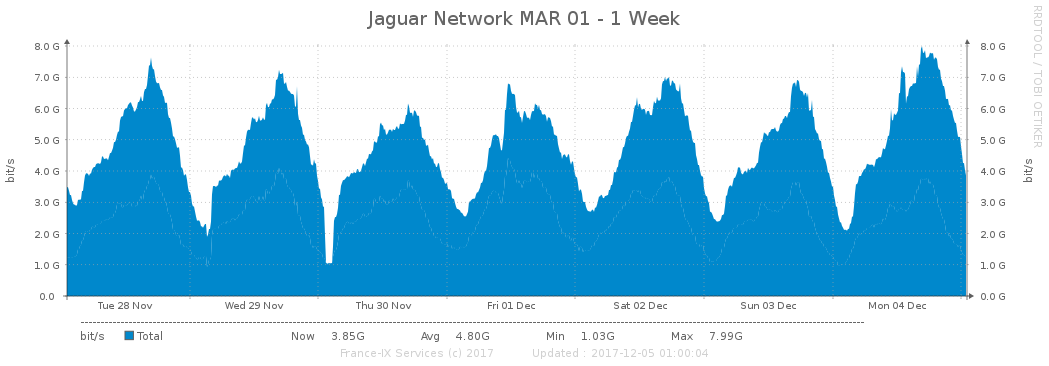 Jaguar Network MAR 01 - 1 Week
RRDTOOL / TOBI OETIKER
bit/s
8.0 G 8.0 G
7.0 G 7.0 G
6.0 G 6.0 G
5.0 G 5.0 G
4.0 G 4.0 G
3.0 G 3.0 G
2.0 G 2.0 G
1.0 G 1.0 G
0.0 0.0 G
bit/s
Tue 28 Nov Wed 29 Nov Thu 30 Nov Fri 01 Dec Sat 02 Dec Sun 03 Dec Mon 04 Dec
bit/s Total Now 3.85G Avg 4.80G Min 1.03G Max 7.99G
France-IX Services (c) 2017 Updated : 2017-12-05 01:00:04